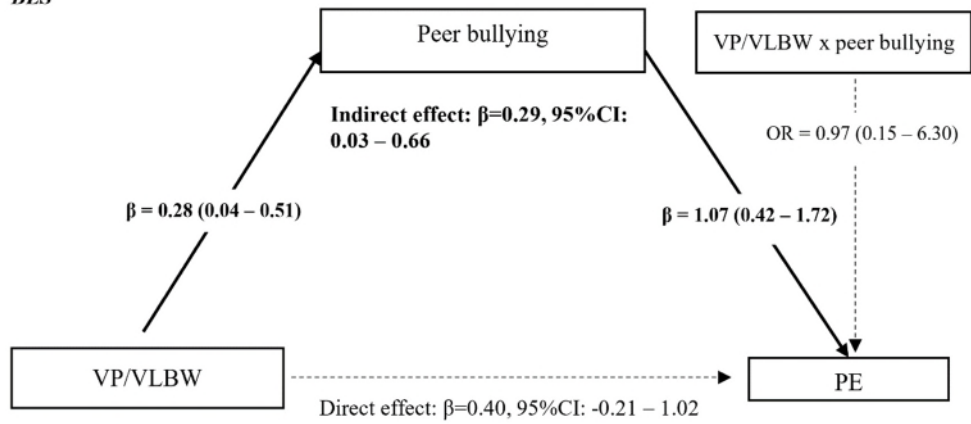 Peer bullying
VP/VLBW x peer bullying
Indirect effect: β=0.29, 95%CI:
0.03 – 0.66
OR = 0.97 (0.15 – 6.30)
β = 0.28 (0.04 – 0.51)
β = 1.07 (0.42 – 1.72)
VP/VLBW
PE
Direct effect: β=0.40, 95%CI: -0.21 – 1.02